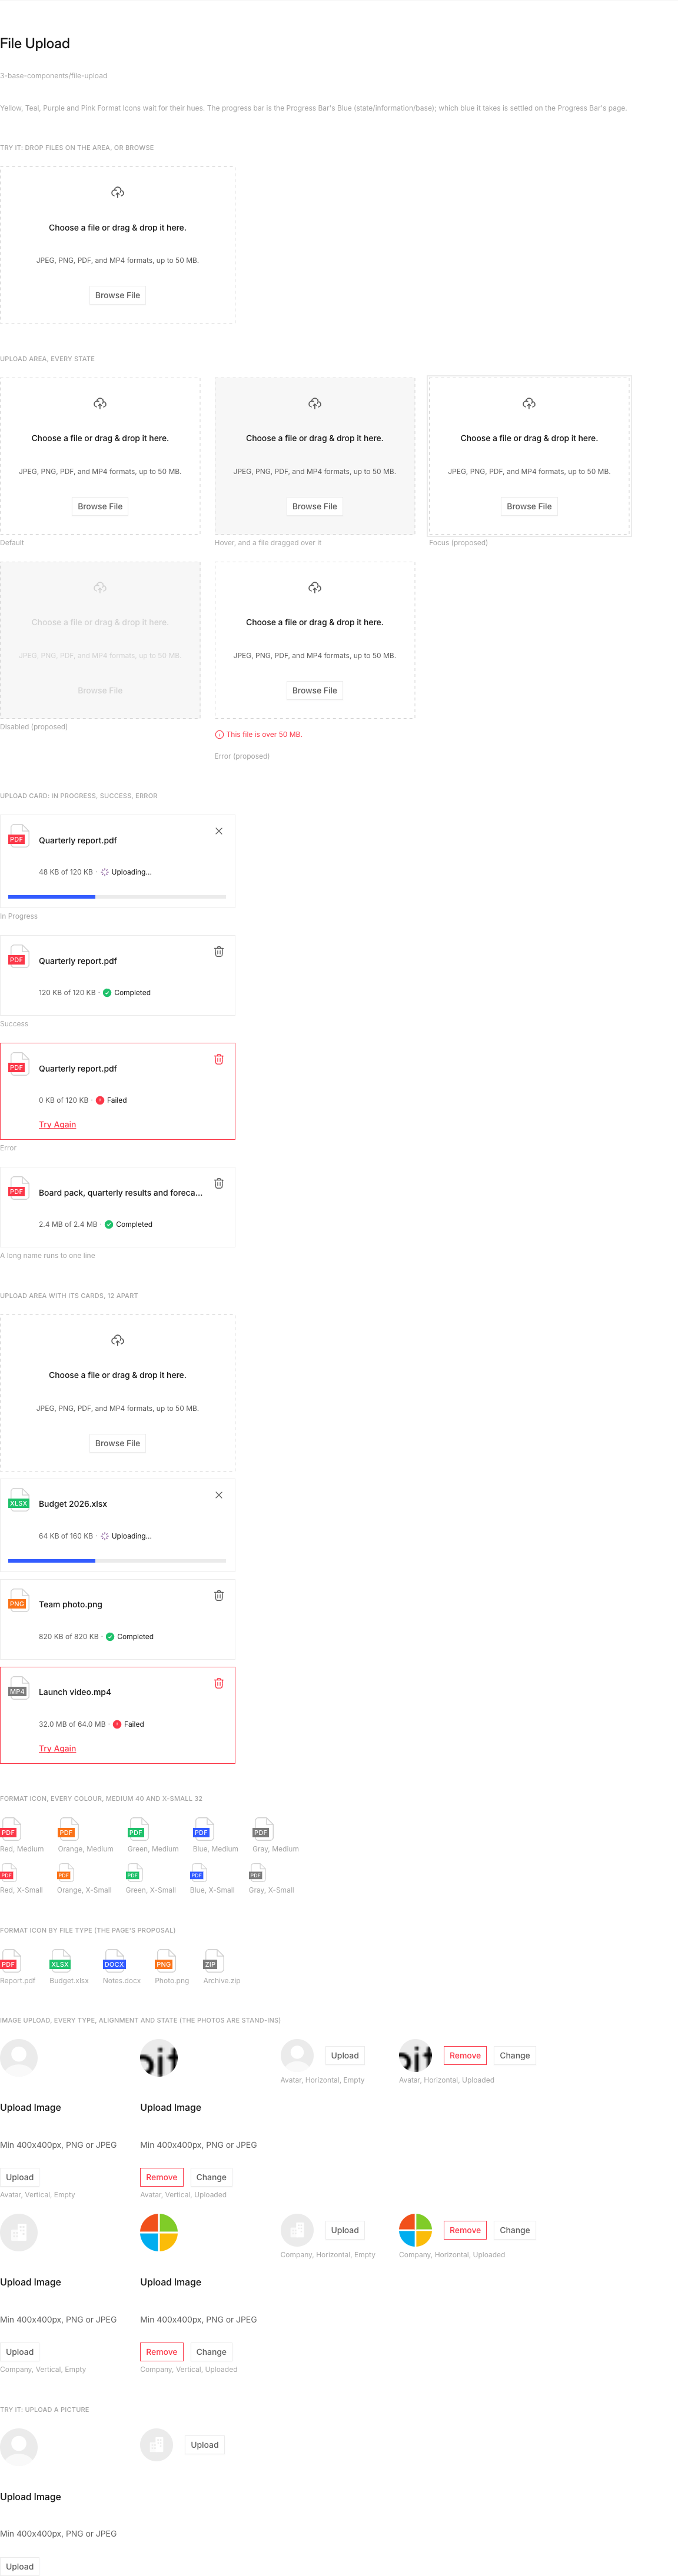 File Upload
3-base-components/file-upload
Yellow, Teal, Purple and Pink Format Icons wait for their hues. The progress bar is the Progress Bar's Blue (state/information/base); which blue it takes is settled on the Progress Bar's page.
TRY IT: DROP FILES ON THE AREA, OR BROWSE
Choose a file or drag & drop it here.
JPEG, PNG, PDF, and MP4 formats, up to 50 MB.
Browse File
UPLOAD AREA, EVERY STATE
Choose a file or drag & drop it here.
JPEG, PNG, PDF, and MP4 formats, up to 50 MB.
Browse File
Default
Choose a file or drag & drop it here.
JPEG, PNG, PDF, and MP4 formats, up to 50 MB.
Browse File
Hover, and a file dragged over it
Choose a file or drag & drop it here.
JPEG, PNG, PDF, and MP4 formats, up to 50 MB.
Browse File
Focus (proposed)
Choose a file or drag & drop it here.
JPEG, PNG, PDF, and MP4 formats, up to 50 MB.
Browse File
Disabled (proposed)
Choose a file or drag & drop it here.
JPEG, PNG, PDF, and MP4 formats, up to 50 MB.
Browse File
This file is over 50 MB.
Error (proposed)
UPLOAD CARD: IN PROGRESS, SUCCESS, ERROR
PDF
Quarterly report.pdf
48 KB of 120 KB · Uploading...
In Progress
PDF
Quarterly report.pdf
120 KB of 120 KB · Completed
Success
PDF
Quarterly report.pdf
0 KB of 120 KB · Failed
Try Again
Error
PDF
Board pack, quarterly results and foreca...
2.4 MB of 2.4 MB · Completed
A long name runs to one line
UPLOAD AREA WITH ITS CARDS, 12 APART
Choose a file or drag & drop it here.
JPEG, PNG, PDF, and MP4 formats, up to 50 MB.
Browse File
XLSX
Budget 2026.xlsx
64 KB of 160 KB · Uploading...
PNG
Team photo.png
820 KB of 820 KB · Completed
MP4
Launch video.mp4
32.0 MB of 64.0 MB · Failed
Try Again
FORMAT ICON, EVERY COLOUR, MEDIUM 40 AND X-SMALL 32
PDF PDF PDF PDF PDF
Red, Medium Orange, Medium Green, Medium Blue, Medium Gray, Medium
PDF PDF PDF PDF PDF
Red, X-Small Orange, X-Small Green, X-Small Blue, X-Small Gray, X-Small
FORMAT ICON BY FILE TYPE (THE PAGE'S PROPOSAL)
PDF XLSX DOCX PNG ZIP
Report.pdf Budget.xlsx Notes.docx Photo.png Archive.zip
IMAGE UPLOAD, EVERY TYPE, ALIGNMENT AND STATE (THE PHOTOS ARE STAND-INS)
Upload Image
Min 400x400px, PNG or JPEG
Upload
Avatar, Vertical, Empty
Upload Image
Min 400x400px, PNG or JPEG
Remove Change
Avatar, Vertical, Uploaded
Upload
Avatar, Horizontal, Empty
Remove Change
Avatar, Horizontal, Uploaded
Upload Image
Min 400x400px, PNG or JPEG
Upload
Company, Vertical, Empty
Upload Image
Min 400x400px, PNG or JPEG
Remove Change
Company, Vertical, Uploaded
Upload
Company, Horizontal, Empty
Remove Change
Company, Horizontal, Uploaded
TRY IT: UPLOAD A PICTURE
Upload Image
Min 400x400px, PNG or JPEG
Upload
Upload